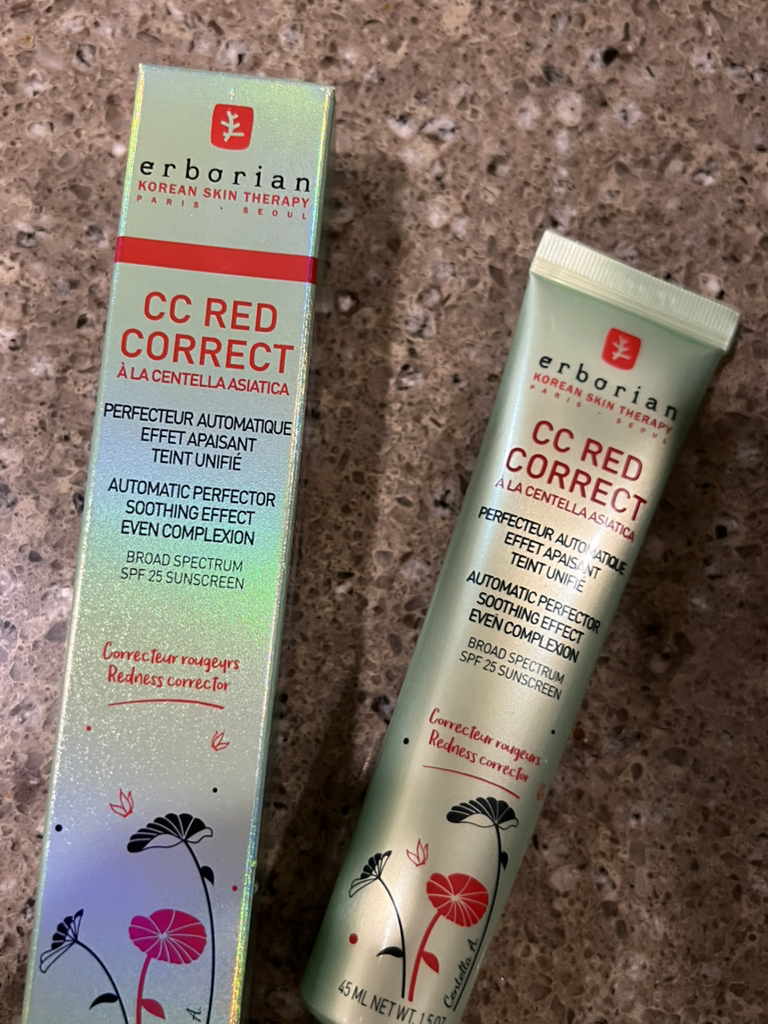 erborian
KOREAN SKIN THERAPY
PARIS · SEOUL
CC RED
CORRECT
À LA CENTELLA ASIATICA
PERFECTEUR AUTOMATIQUE
EFFET APAISANT
TEINT UNIFIÉ
AUTOMATIC PERFECTOR
SOOTHING EFFECT
EVEN COMPLEXION
BROAD SPECTRUM
SPF 25 SUNSCREEN
Correcteur rougeurs
Redness corrector
A.
erborian
KOREAN SKIN THERAPY
PARIS · SEOUL
CC RED
CORRECT
À LA CENTELLA ASIATICA
PERFECTEUR AUTOMATIQUE
EFFET APAISANT
TEINT UNIFIÉ
AUTOMATIC PERFECTOR
SOOTHING EFFECT
EVEN COMPLEXION
BROAD SPECTRUM
SPF 25 SUNSCREEN
Correcteur rougeurs
Redness corrector
Centella A.
45 ML NET WT. 1.5 OZ